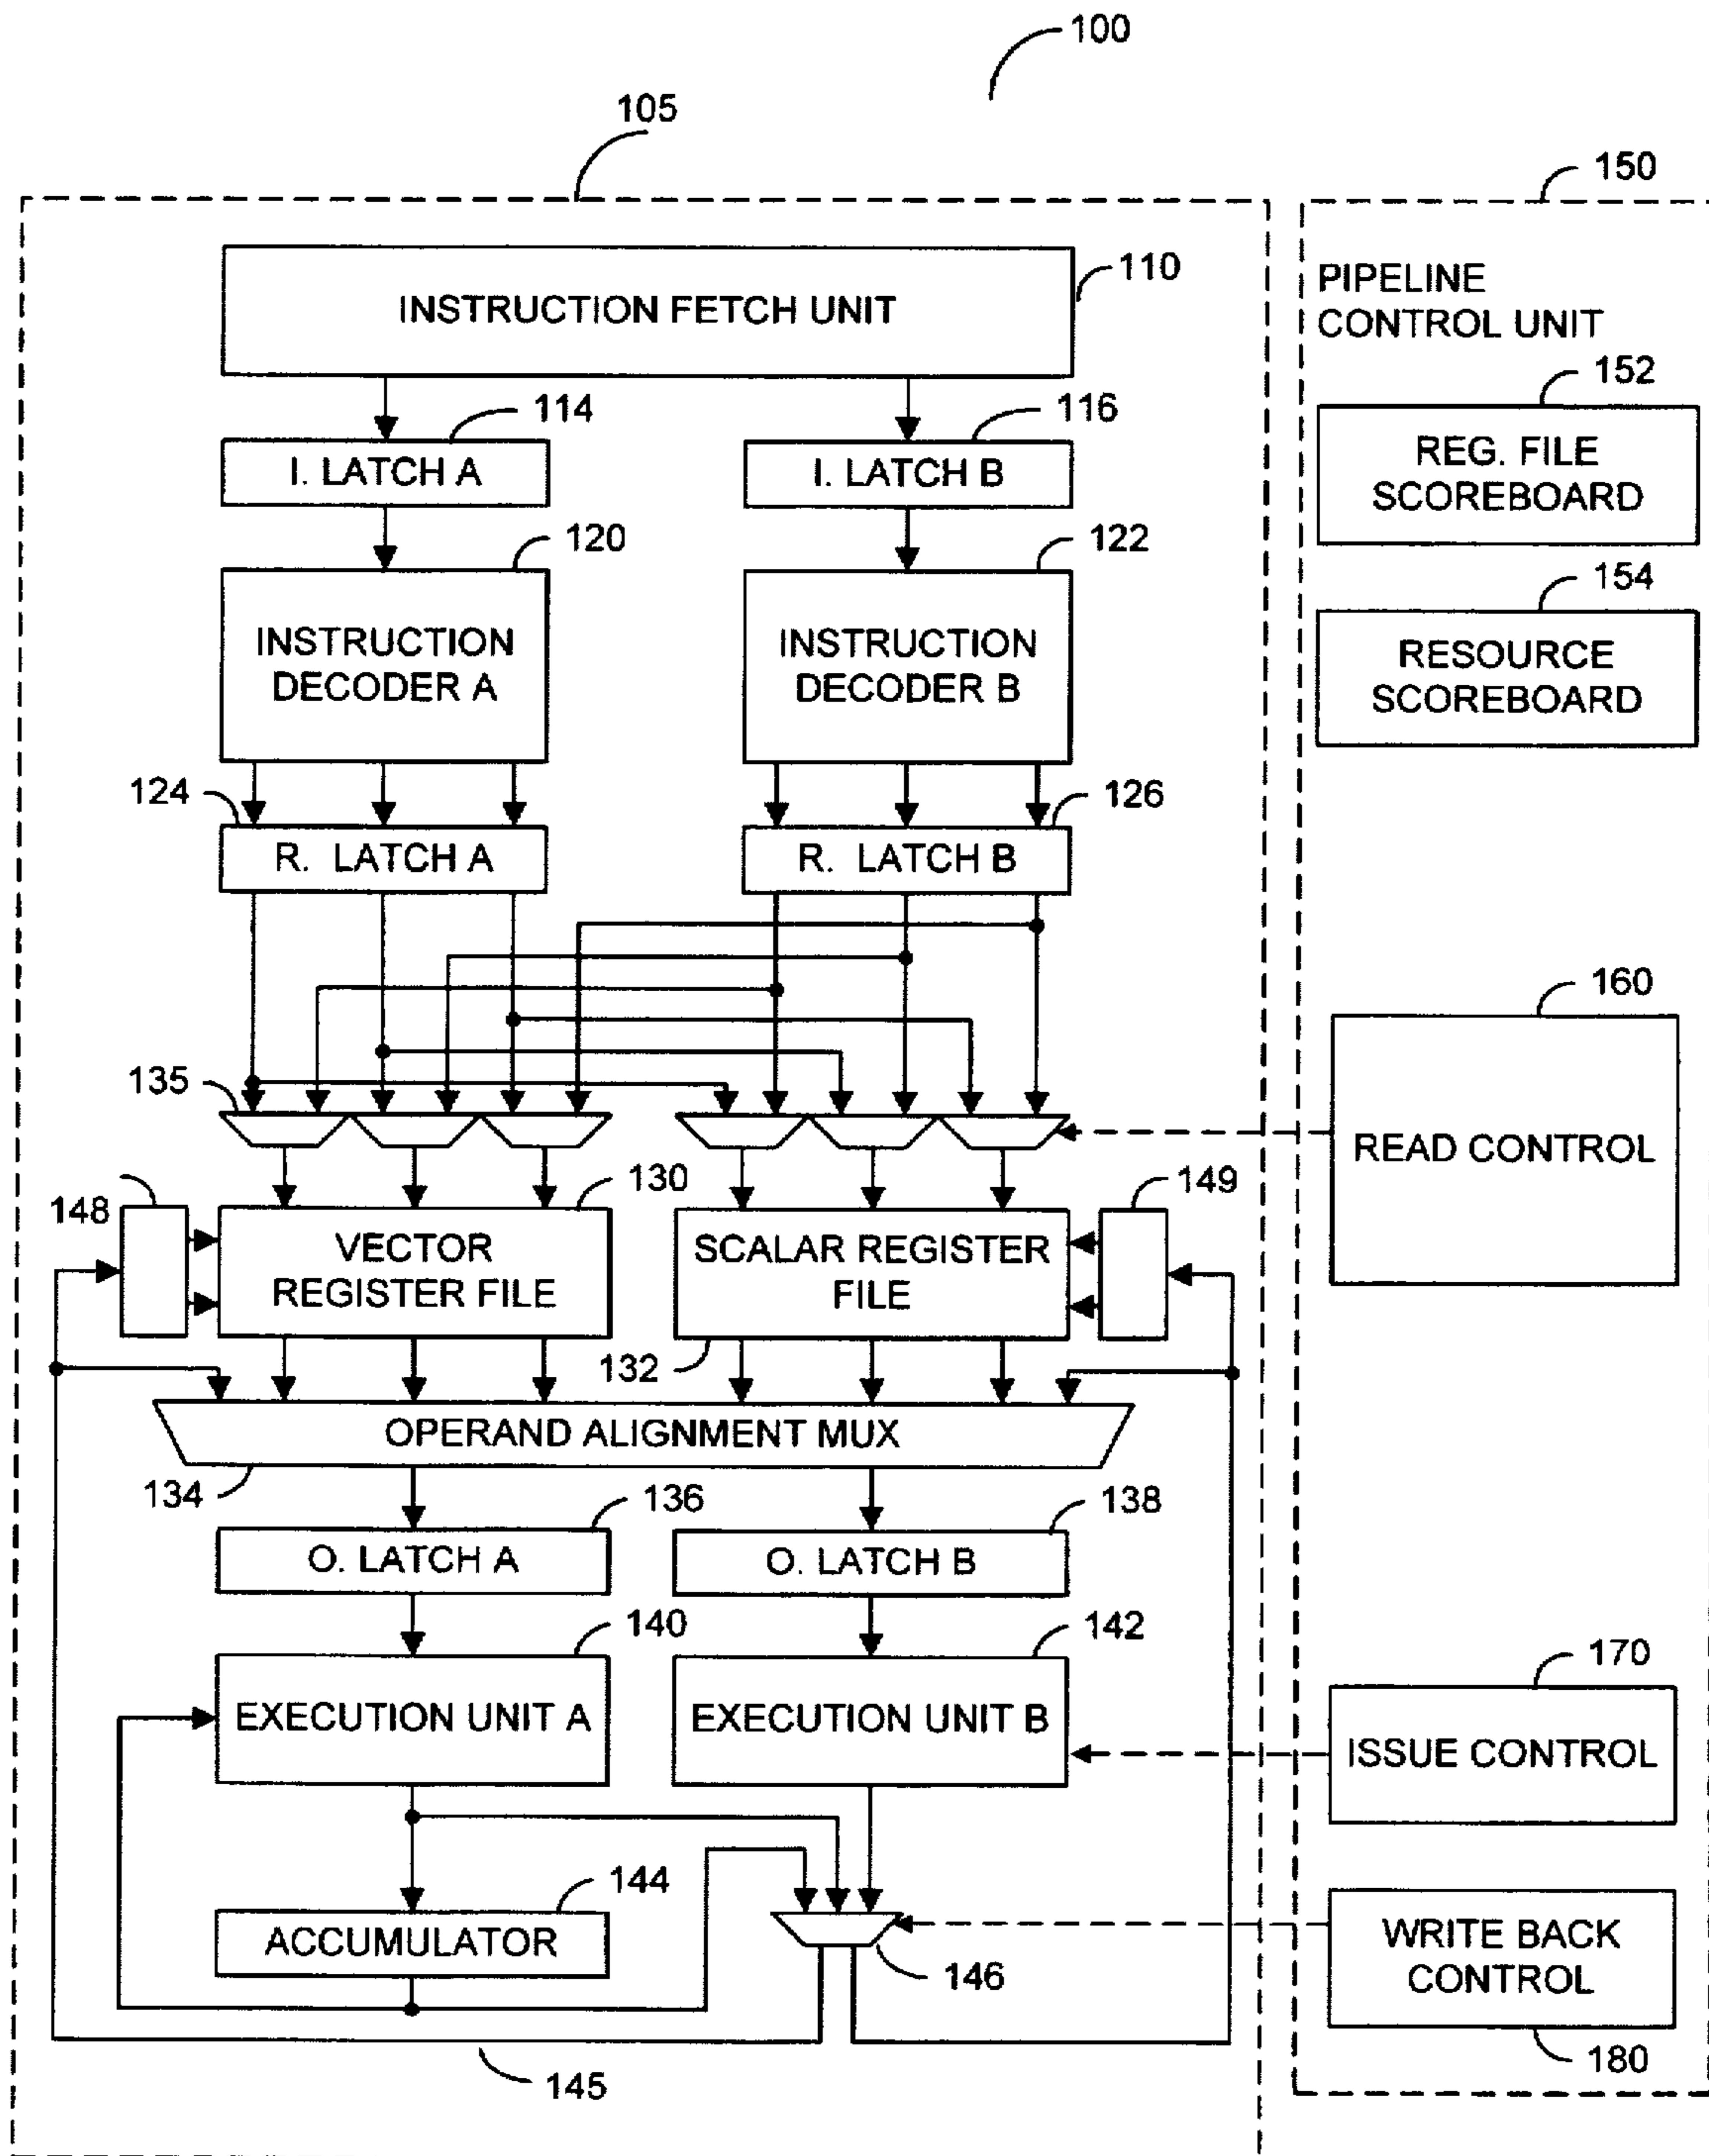 100
105
150
INSTRUCTION FETCH UNIT
110
PIPELINE
CONTROL UNIT
114
116
152
I. LATCH A
I. LATCH B
REG. FILE
SCOREBOARD
120
122
154
INSTRUCTION
DECODER A
INSTRUCTION
DECODER B
RESOURCE
SCOREBOARD
124
126
R. LATCH A
R. LATCH B
160
135
READ CONTROL
130
149
148
VECTOR
REGISTER FILE
SCALAR REGISTER
FILE
132
OPERAND ALIGNMENT MUX
134
136
138
O. LATCH A
O. LATCH B
140
142
170
EXECUTION UNIT A
EXECUTION UNIT B
ISSUE CONTROL
144
ACCUMULATOR
146
WRITE BACK
CONTROL
180
145